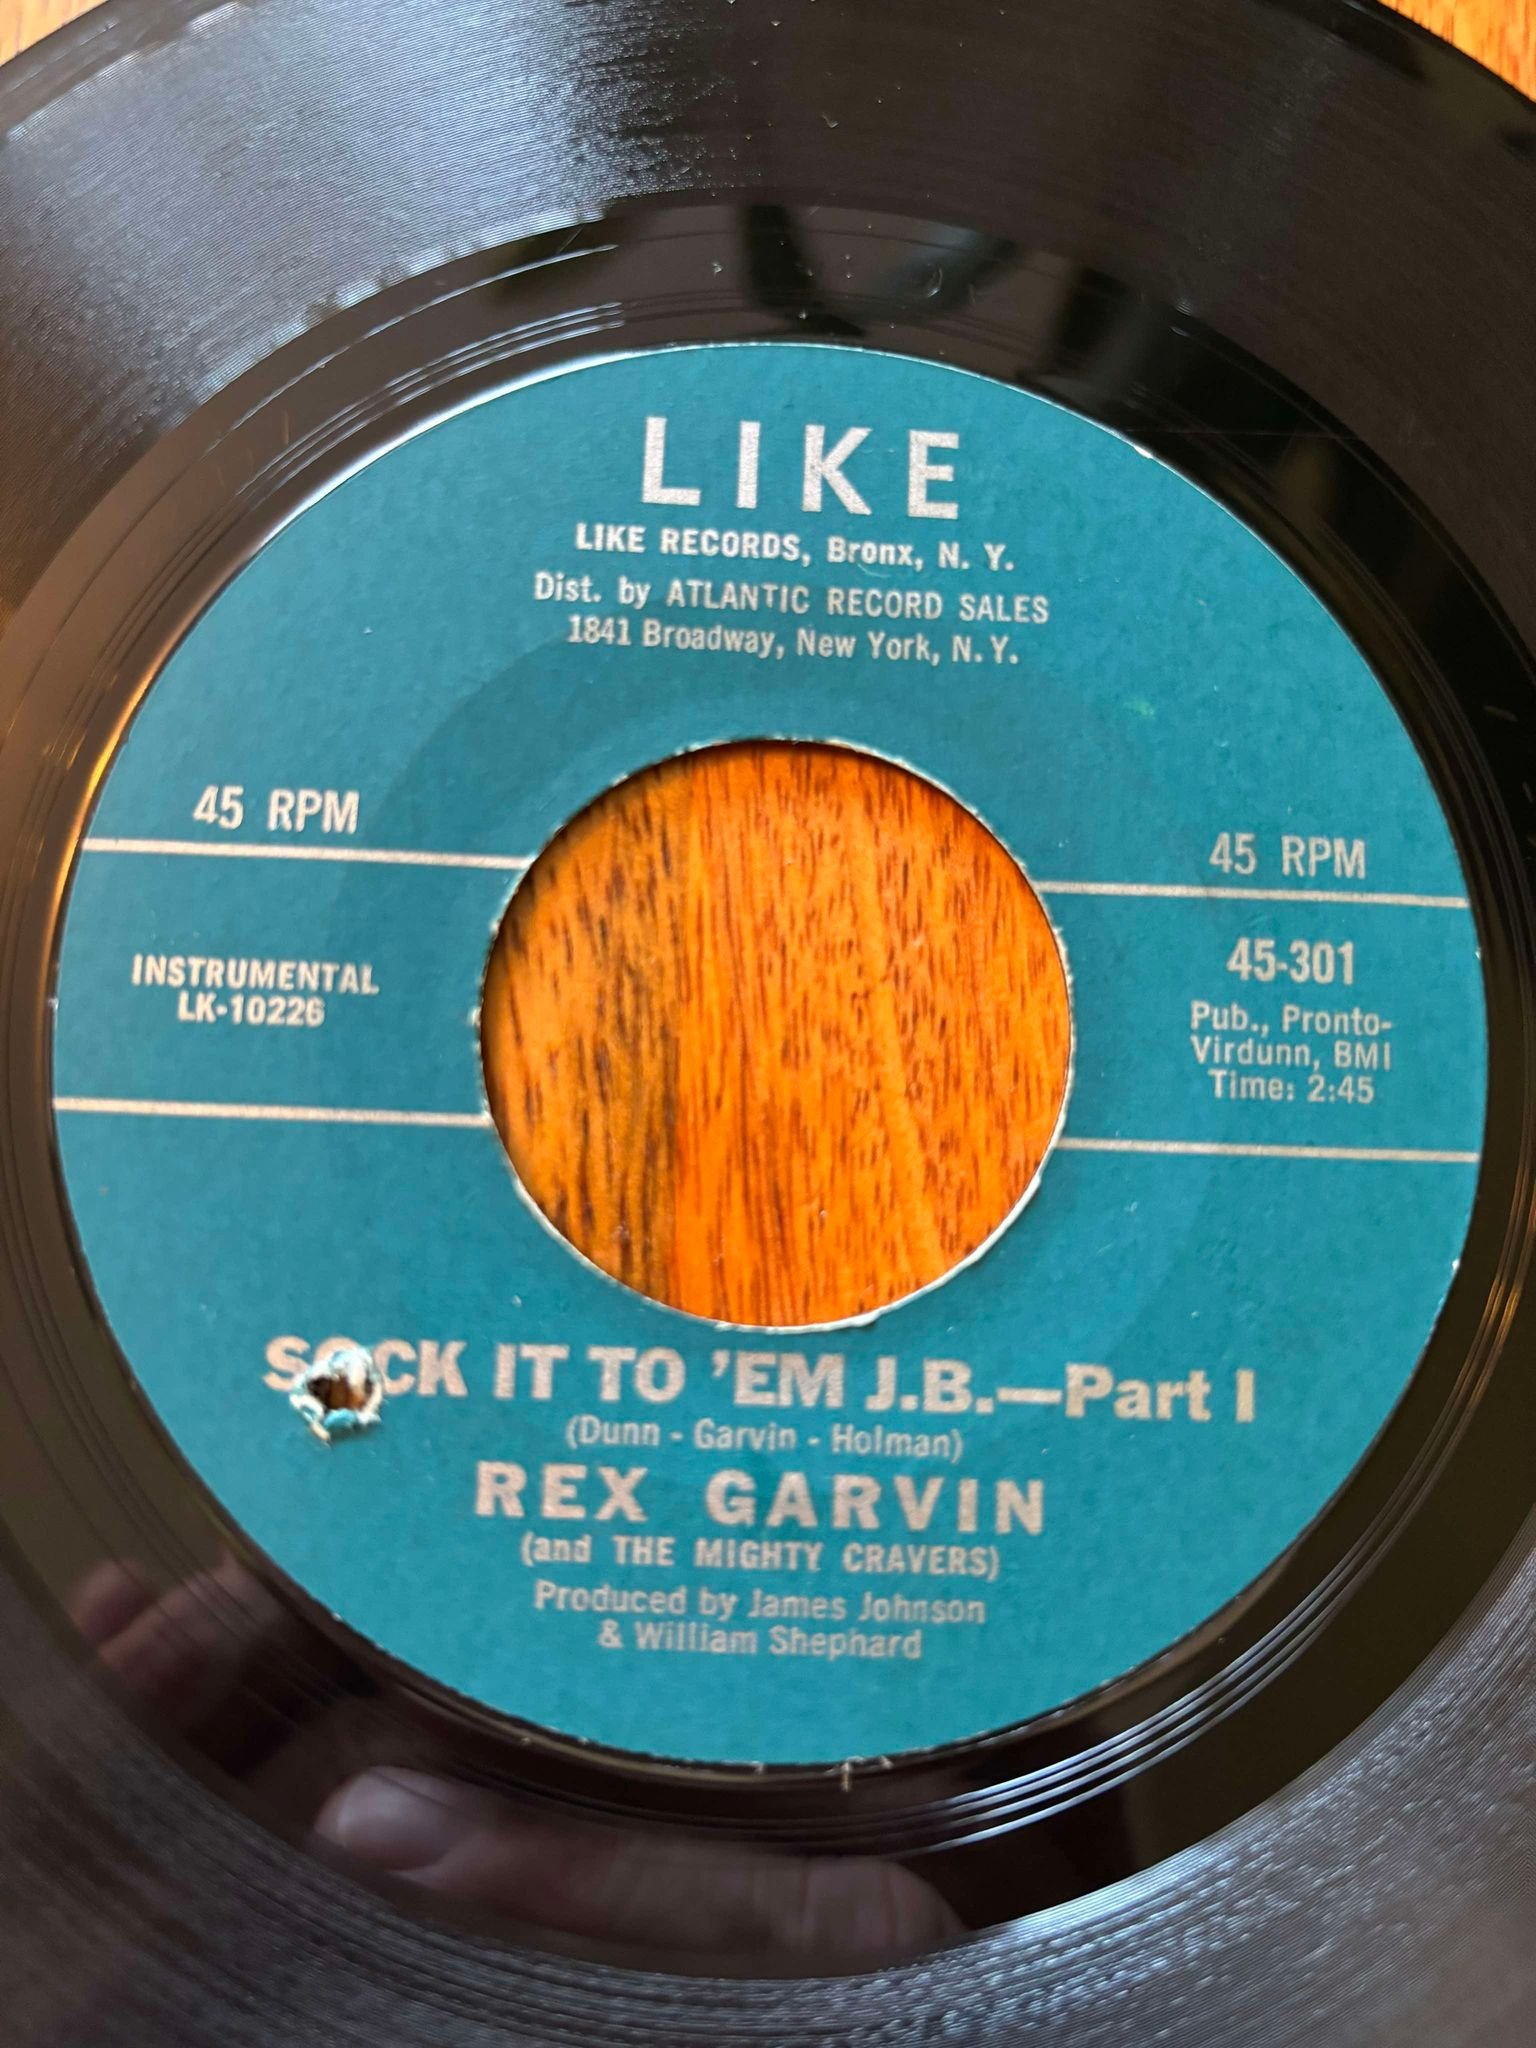 LIKE
LIKE RECORDS, Bronx, N. Y.
Dist. by ATLANTIC RECORD SALES
1841 Broadway, New York, N. Y.
45 RPM
45 RPM
INSTRUMENTAL
LK-10226
45-301
Pub., Pronto-
Virdunn, BMI
Time: 2:45
SOCK IT TO 'EM J.B.—Part I
(Dunn - Garvin - Holman)
REX GARVIN
(and THE MIGHTY CRAVERS)
Produced by James Johnson
& William Shephard